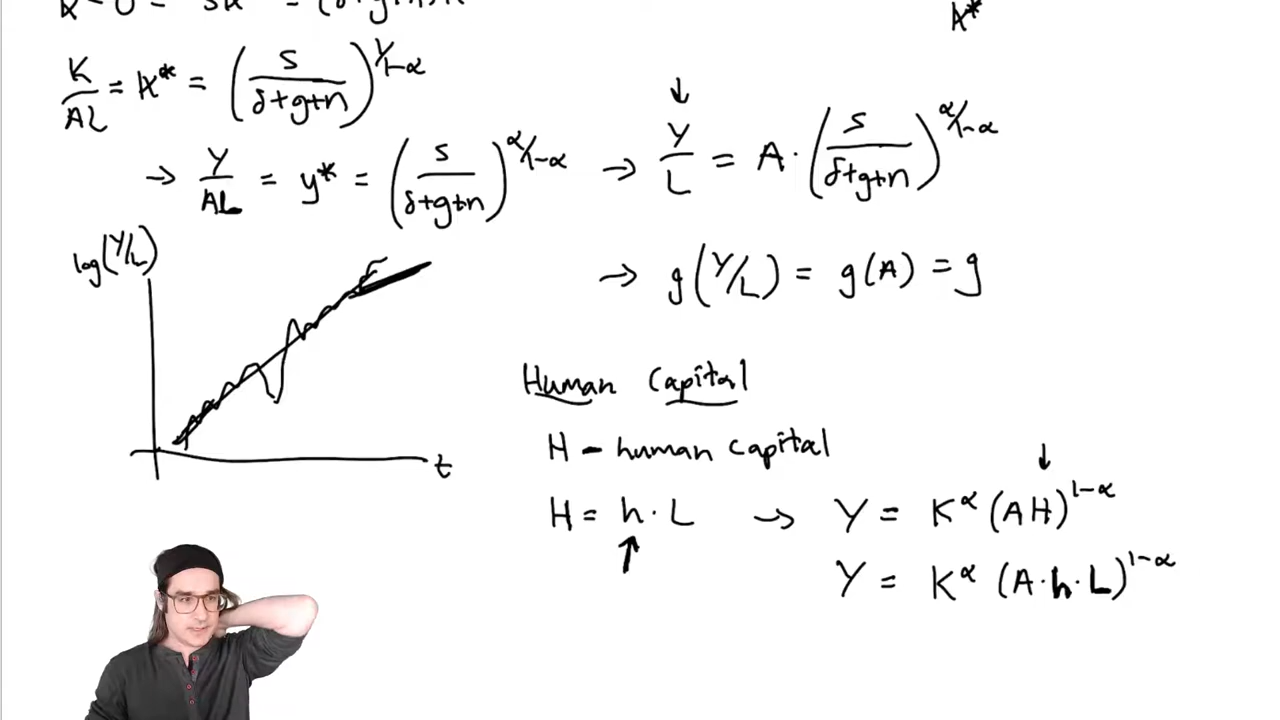 K/AL = k* = (s/(δ+g+n))^(1/1-α)
→ Y/AL = y* = (s/(δ+g+n))^(α/1-α) → Y/L = A · (s/(δ+g+n))^(α/1-α)
↓
k*
log(Y/L)
t
→ g(Y/L) = g(A) = g
Human Capital
H - human capital
H = h · L → Y = K^α (AH)^(1-α)
↑
↓
Y = K^α (A · h · L)^(1-α)